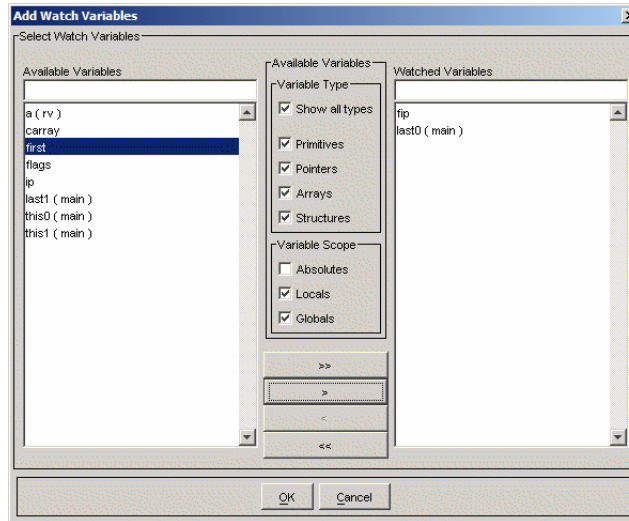 Add Watch Variables
Select Watch Variables
Available Variables
a ( rv )
carray
first
flags
ip
last1 ( main )
this0 ( main )
this1 ( main )
Available Variables
Variable Type
Show all types
Primitives
Pointers
Arrays
Structures
Variable Scope
Absolutes
Locals
Globals
>>
>
<
<<
Watched Variables
fip
last0 ( main )
OK
Cancel